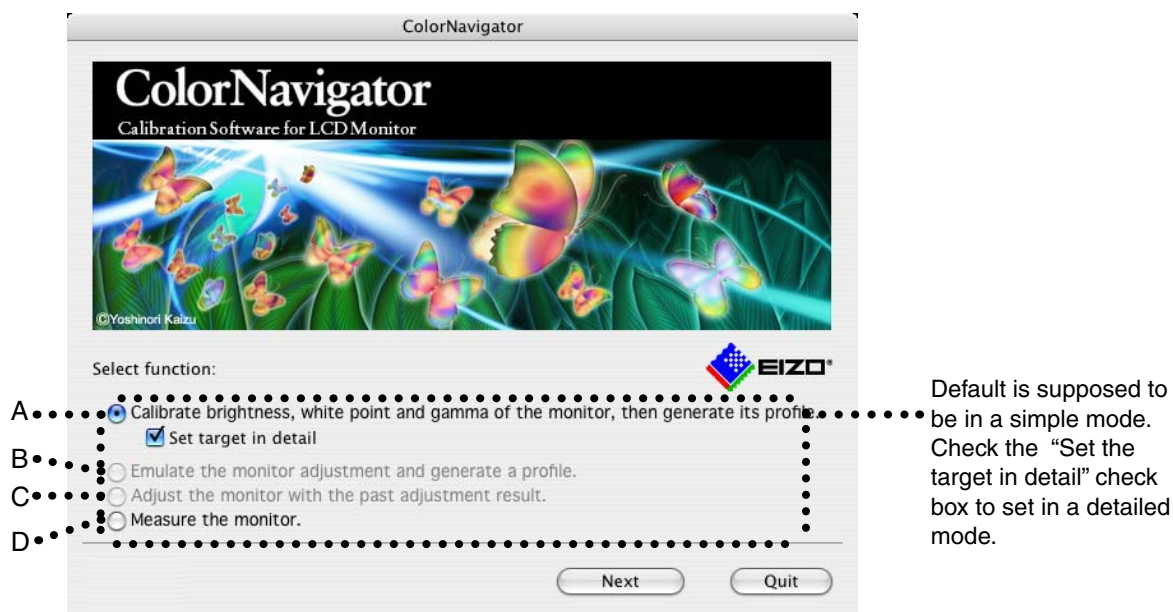 ColorNavigator
ColorNavigator
Calibration Software for LCD Monitor
©Yoshinori Kaizu
Select function:
EIZO®
A
Calibrate brightness, white point and gamma of the monitor, then generate its profile.
Set target in detail
B
Emulate the monitor adjustment and generate a profile.
C
Adjust the monitor with the past adjustment result.
D
Measure the monitor.
Next
Quit
Default is supposed to
be in a simple mode.
Check the “Set the
target in detail” check
box to set in a detailed
mode.